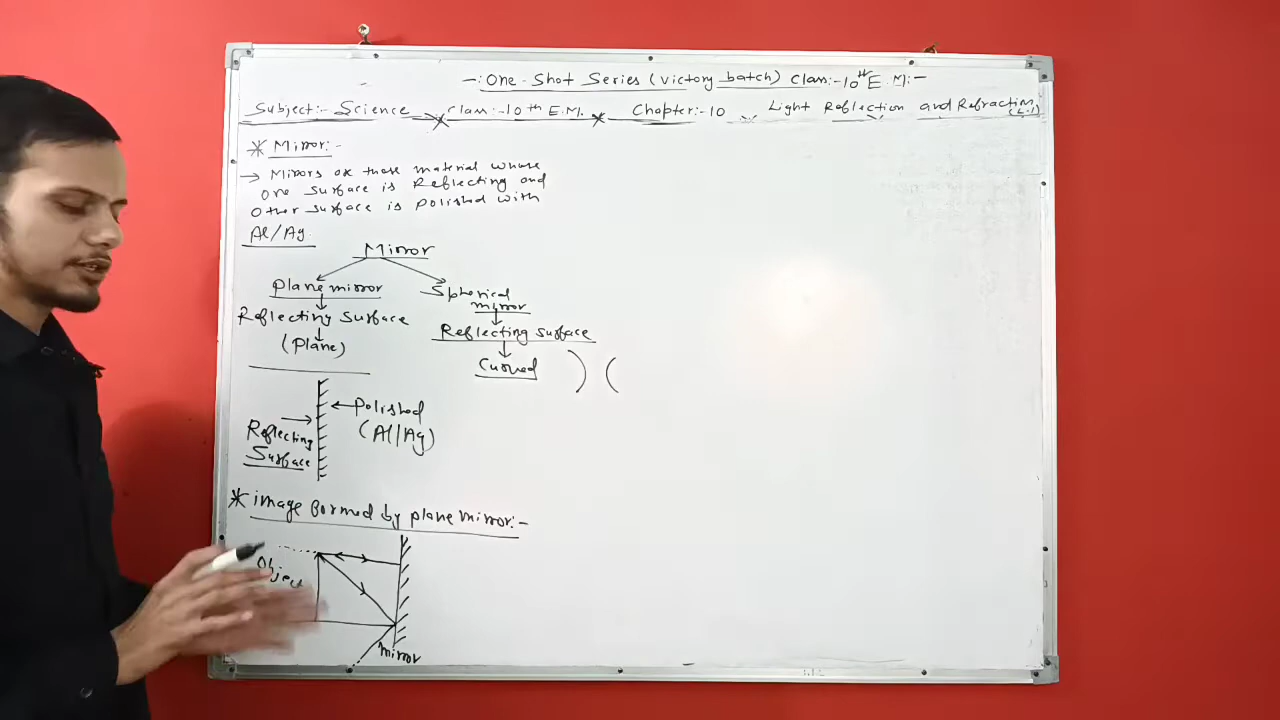 -: One-Shot Series (Victory batch) Class:-10th E.M:-
Subject:- Science Class:-10th E.M. Chapter:-10 Light Reflection and Refraction (L-1)
* Mirror:-
→ Mirrors are those material whose
one surface is Reflecting and
Other surface is polished with
Al/Ag.
Mirror
Plane mirror
Spherical
mirror
Reflecting Surface
(Plane)
Reflecting surface
Curved
Polished
(Al/Ag)
Reflecting
Surface
* image formed by plane mirror:-
Object
mirror